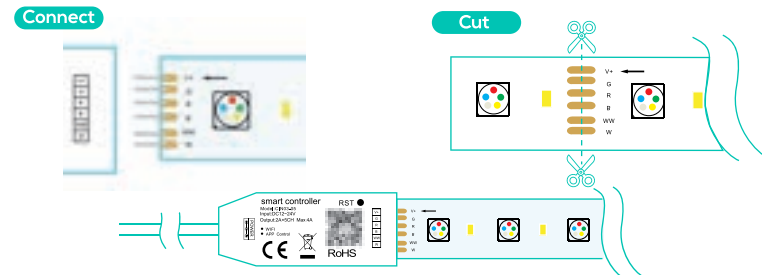 Connect
Cut
V+
G
R
B
WW
W
smart controller
RST
Input:DC12-24V
Output:2A×5CH Max:4A
WIFI
APP Control
CE
RoHS
V+
G
R
B
WW
W